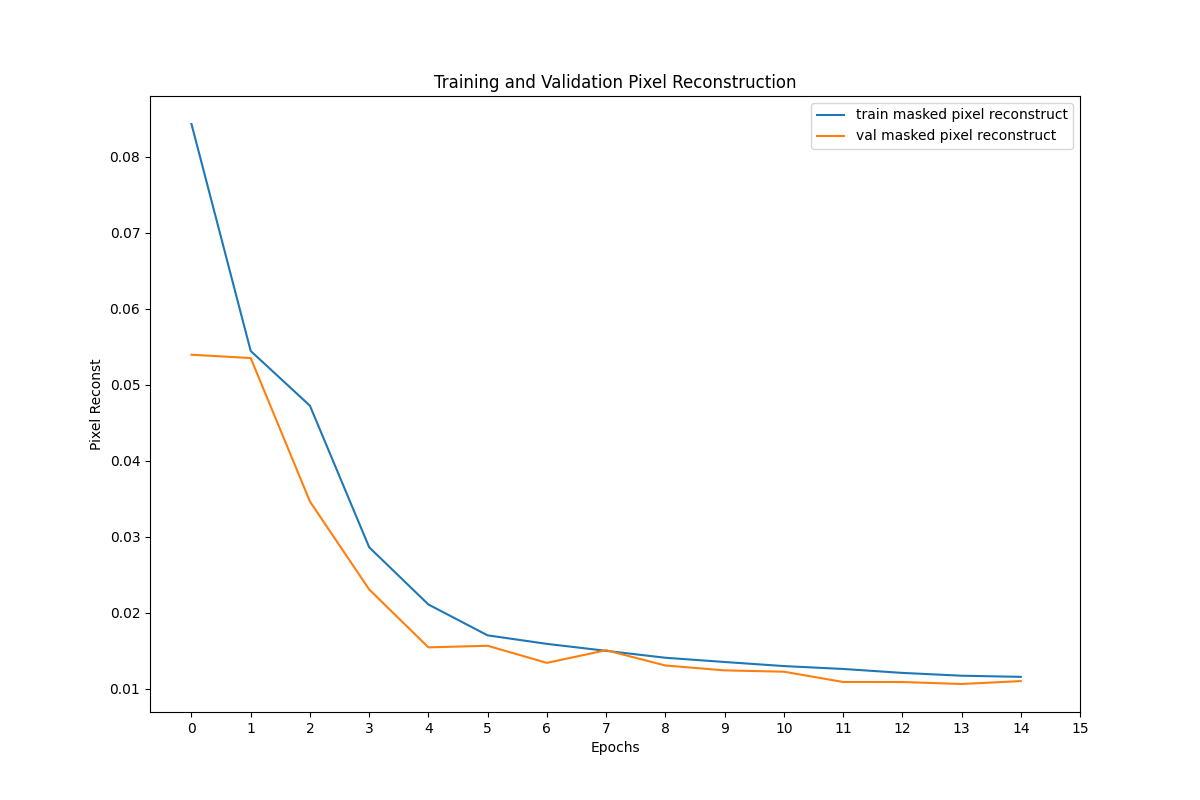 Training and Validation Pixel Reconstruction
train masked pixel reconstruct
val masked pixel reconstruct
0.08
0.07
0.06
0.05
0.04
0.03
0.02
0.01
Pixel Reconst
0 1 2 3 4 5 6 7 8 9 10 11 12 13 14 15
Epochs